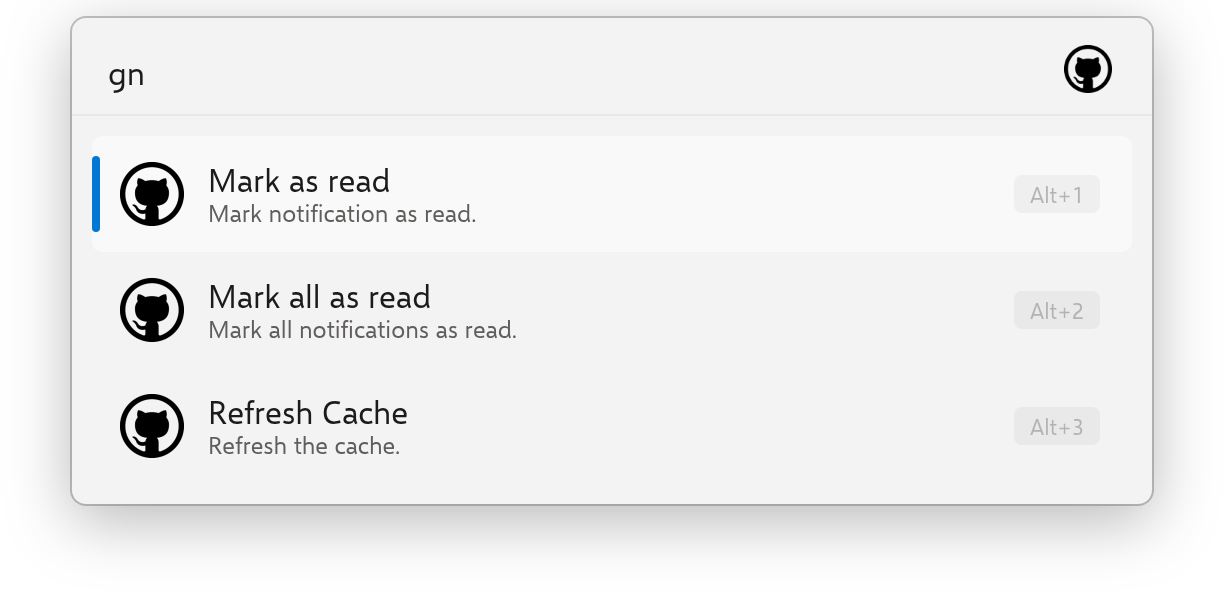 gn
Mark as read
Mark notification as read.
Alt+1
Mark all as read
Mark all notifications as read.
Alt+2
Refresh Cache
Refresh the cache.
Alt+3